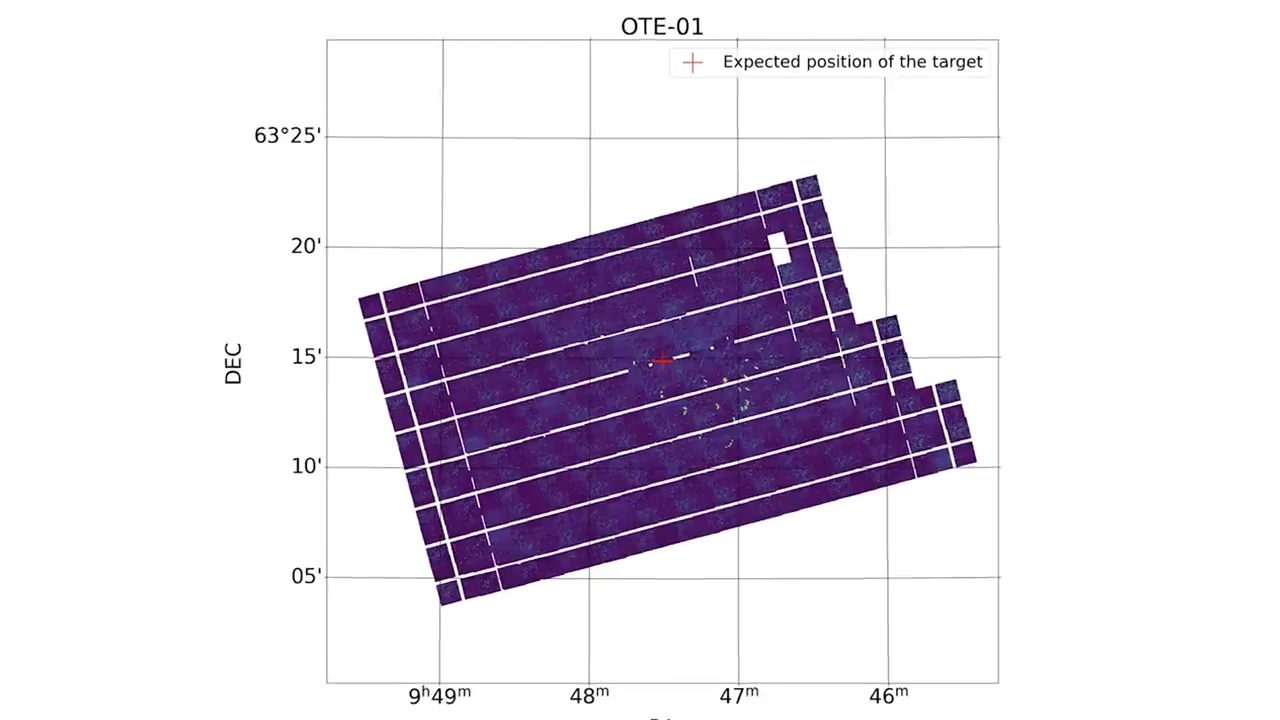 OTE-01
Expected position of the target
63°25'
20'
15'
10'
05'
DEC
9ʰ49ᵐ 48ᵐ 47ᵐ 46ᵐ